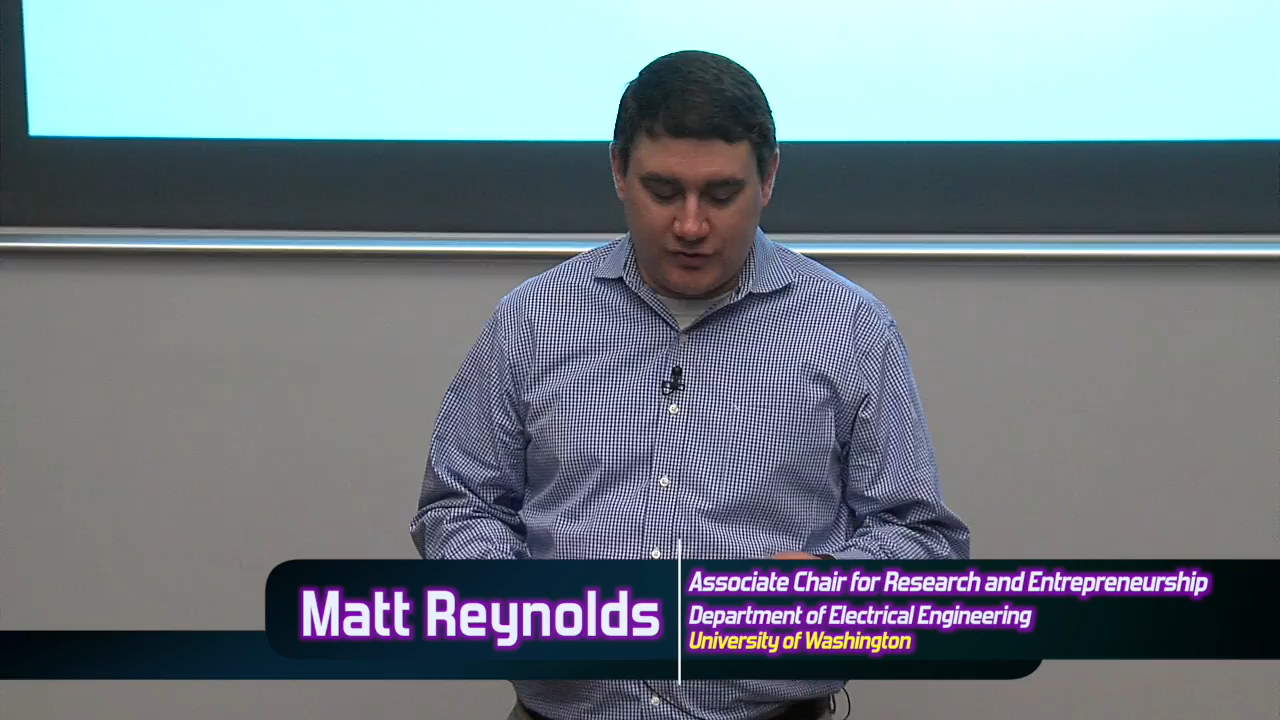 Matt Reynolds
Associate Chair for Research and Entrepreneurship
Department of Electrical Engineering
University of Washington